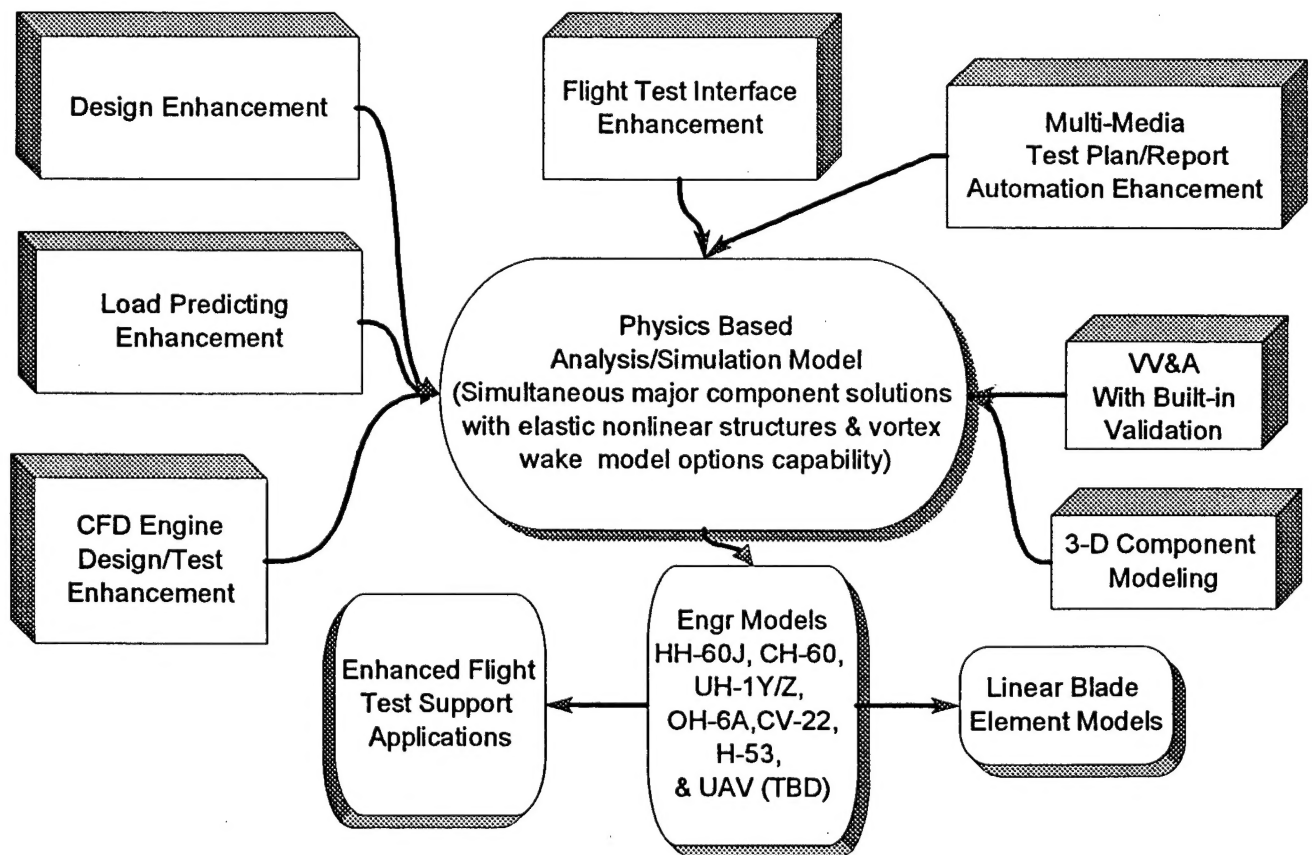 Design Enhancement
Flight Test Interface
Enhancement
Multi-Media
Test Plan/Report
Automation Ehancement
Load Predicting
Enhancement
Physics Based
Analysis/Simulation Model
(Simultaneous major component solutions
with elastic nonlinear structures & vortex
wake model options capability)
VV&A
With Built-in
Validation
CFD Engine
Design/Test
Enhancement
3-D Component
Modeling
Enhanced Flight
Test Support
Applications
Engr Models
HH-60J, CH-60,
UH-1Y/Z,
OH-6A,CV-22,
H-53,
& UAV (TBD)
Linear Blade
Element Models